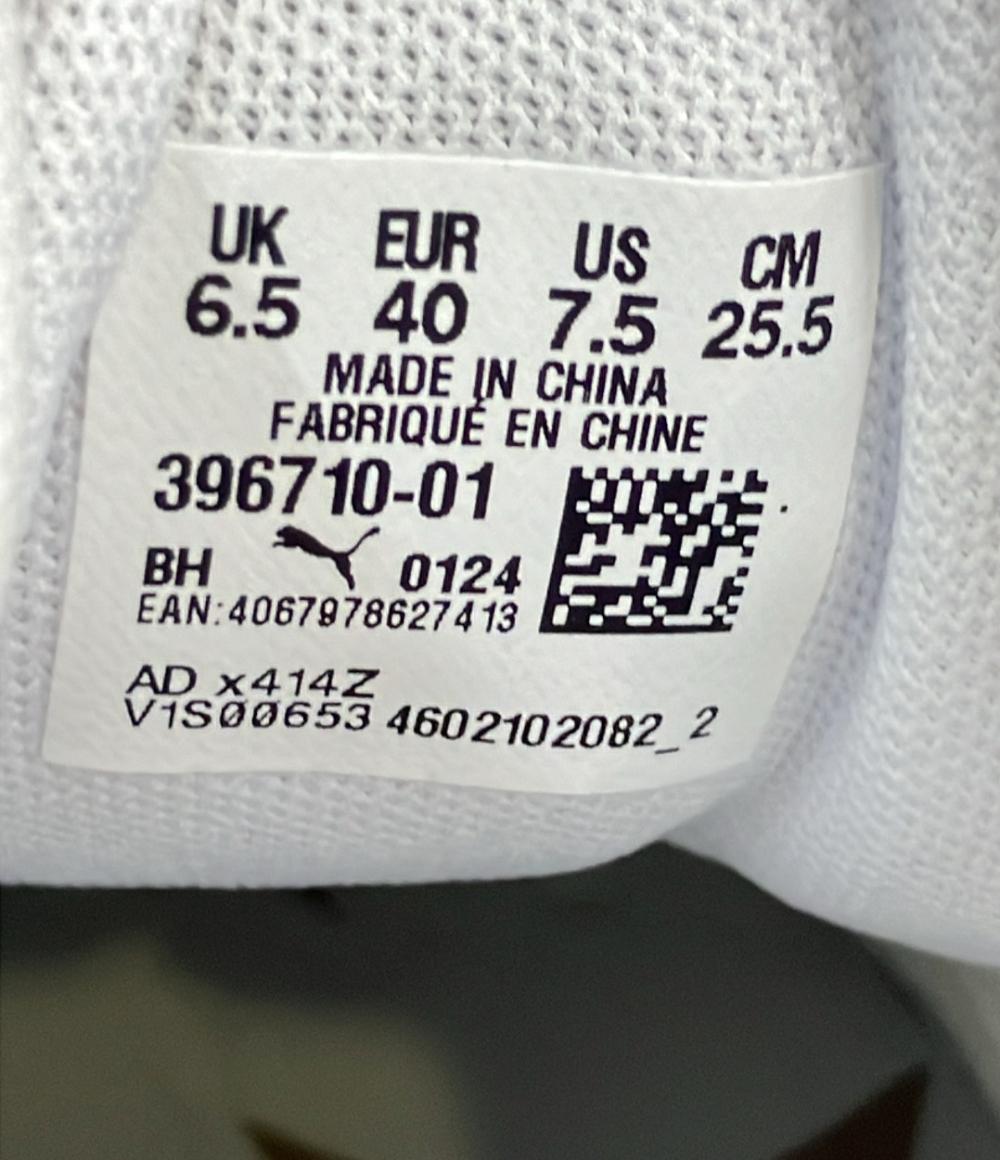 UK EUR US CM
6.5 40 7.5 25.5
MADE IN CHINA
FABRIQUÉ EN CHINE
396710-01
BH 0124
EAN:4067978627413
AD x414Z
V1S00653 4602102082_2